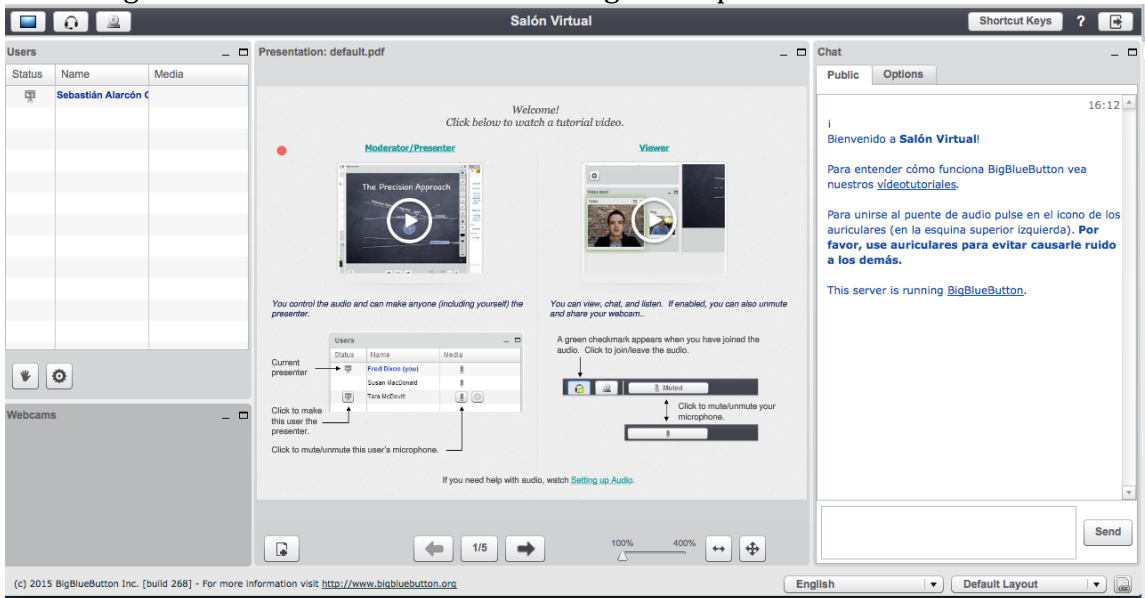 Salón Virtual
Shortcut Keys
?
Users
Status Name Media
Sebastián Alarcón
Webcams
Presentation: default.pdf
Welcome!
Click below to watch a tutorial video.
Moderator/Presenter
The Precision Approach
You control the audio and can make anyone (including yourself) the
presenter.
Users
Status Name Media
Fred Dixon (you)
Susan MacDonald
Tara McDevitt
Current
presenter
Click to make
this user the
presenter.
Click to mute/unmute this user's microphone.
Viewer
You can view, chat, and listen. If enabled, you can also unmute
and share your webcam..
A green checkmark appears when you have joined the
audio. Click to join/leave the audio.
Muted
Click to mute/unmute your
microphone.
If you need help with audio, watch Setting up Audio.
1/5
100% 400%
Chat
Public Options
16:12
¡
Bienvenido a Salón Virtual!
Para entender cómo funciona BigBlueButton vea
nuestros vídeotutoriales.
Para unirse al puente de audio pulse en el icono de los
auriculares (en la esquina superior izquierda). Por
favor, use auriculares para evitar causarle ruido
a los demás.
This server is running BigBlueButton.
Send
(c) 2015 BigBlueButton Inc. [build 268] - For more information visit http://www.bigbluebutton.org
English
Default Layout